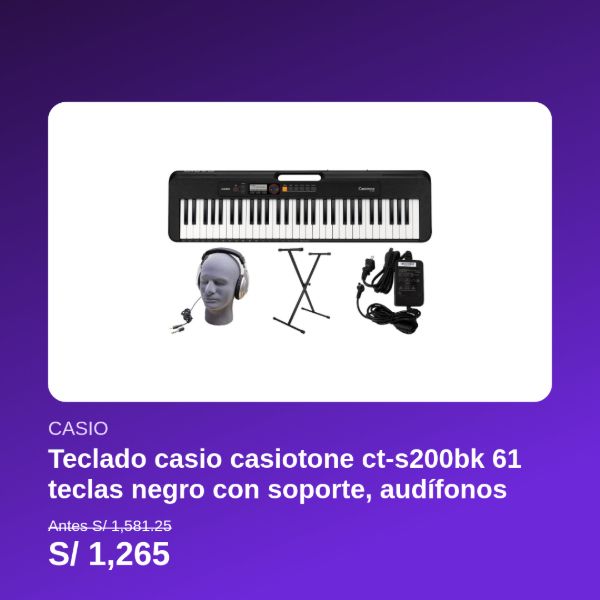 CASIO
Teclado casio casiotone ct-s200bk 61
teclas negro con soporte, audífonos
Antes S/ 1,581.25
S/ 1,265